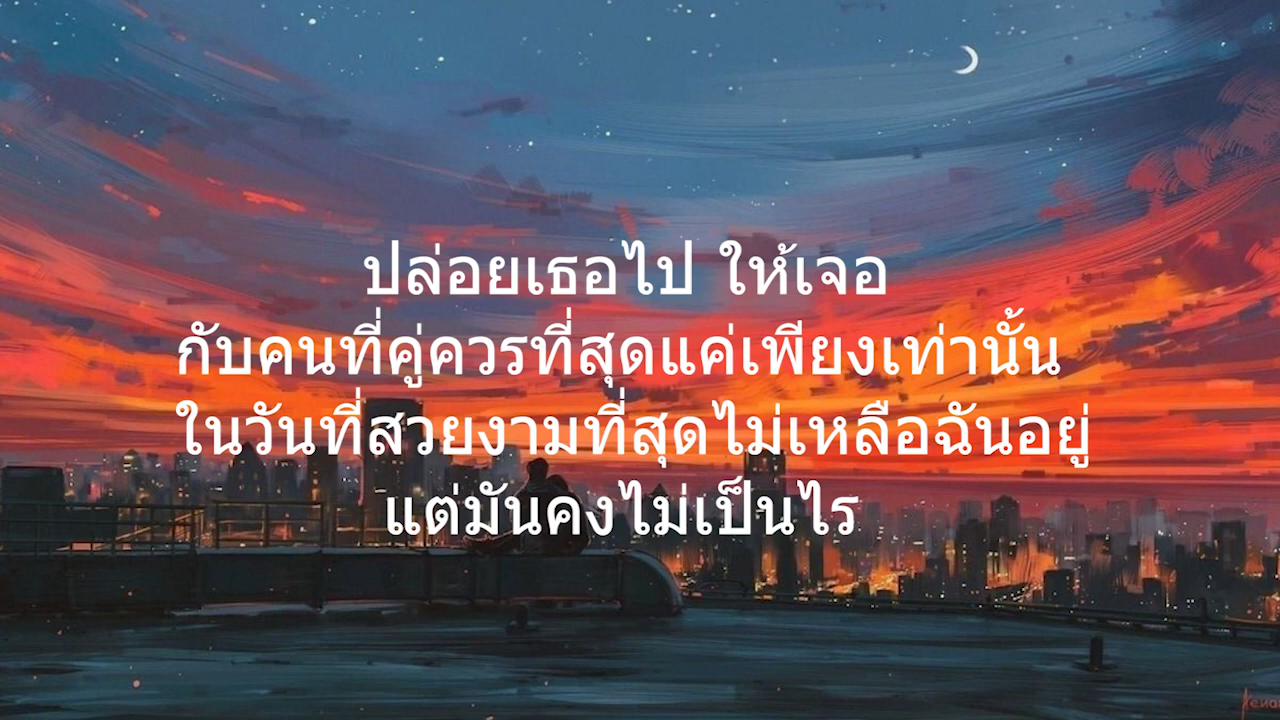 ปล่อยเธอไป ให้เจอ
กับคนที่คู่ควรที่สุดแค่เพียงเท่านั้น
ในวันที่สวยงามที่สุดไม่เหลือฉันอยู่
แต่มันคงไม่เป็นไร